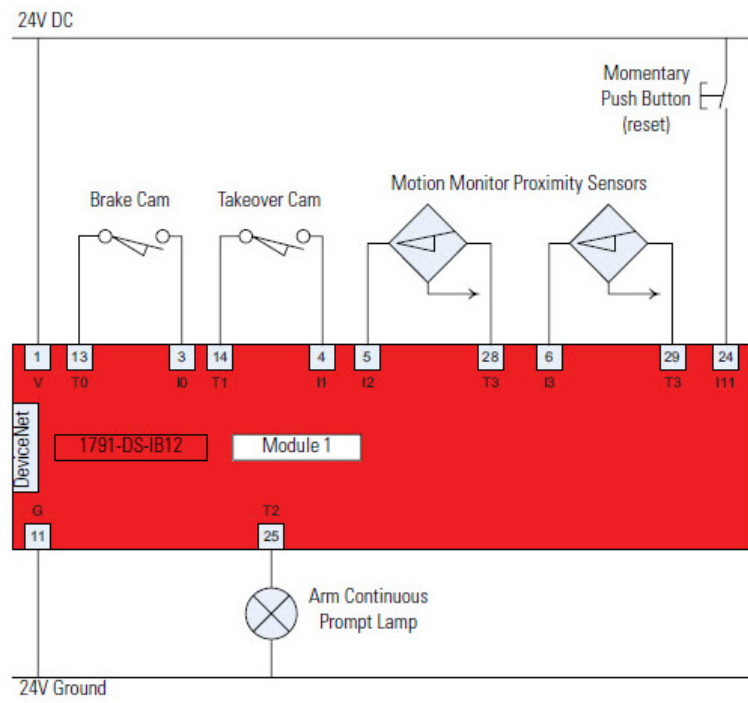 24V DC
Momentary
Push Button
(reset)
Motion Monitor Proximity Sensors
Brake Cam
Takeover Cam
1
13
3
14
4
5
28
6
29
24
V
T0
I0
T1
I1
I2
T3
I3
T3
I11
DeviceNet
1791-DS-IB12
Module 1
G
T2
11
25
Arm Continuous
Prompt Lamp
24V Ground